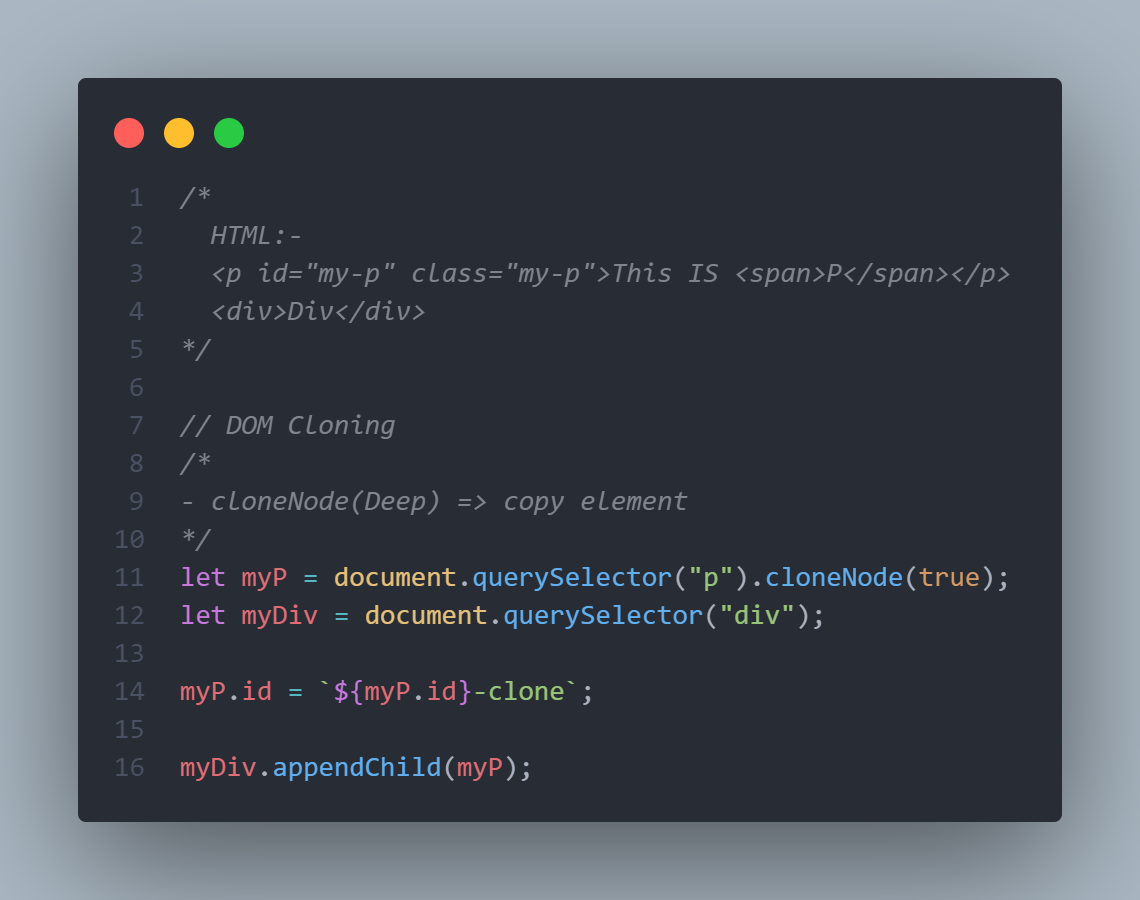 1 /*
2 HTML:-
3 <p id="my-p" class="my-p">This IS <span>P</span></p>
4 <div>Div</div>
5 */
6
7 // DOM Cloning
8 /*
9 - cloneNode(Deep) => copy element
10 */
11 let myP = document.querySelector("p").cloneNode(true);
12 let myDiv = document.querySelector("div");
13
14 myP.id = `${myP.id}-clone`;
15
16 myDiv.appendChild(myP);